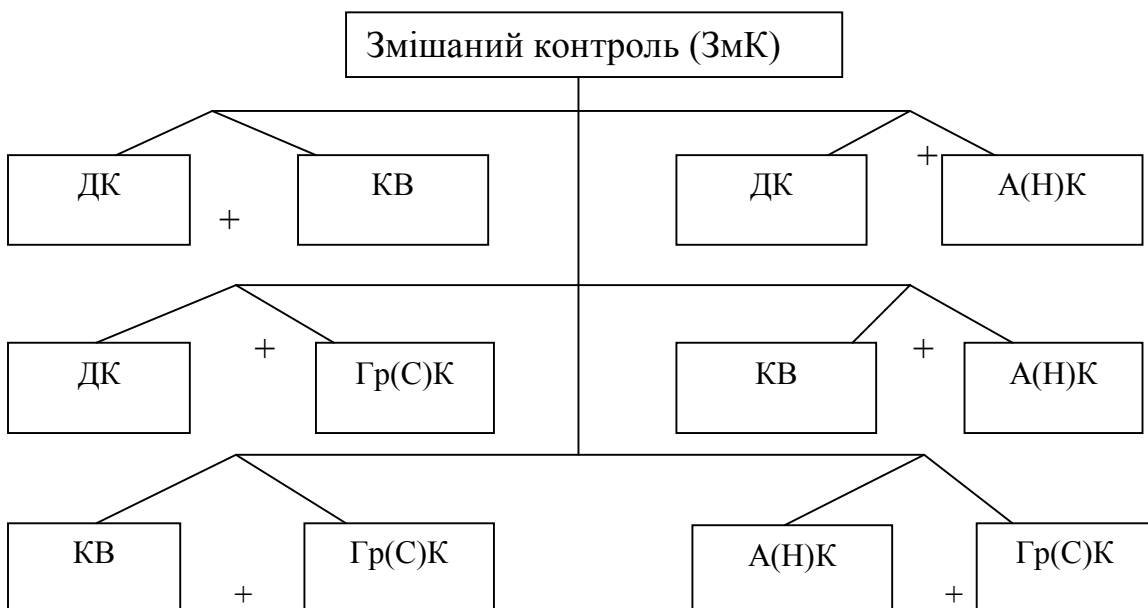 Змішаний контроль (ЗмК)
ДК + КВ
ДК + А(Н)К
ДК + Гр(С)К
КВ + А(Н)К
КВ + Гр(С)К
А(Н)К + Гр(С)К